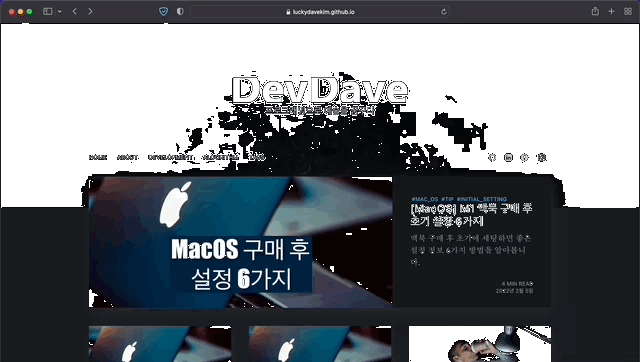 luckydavekim.github.io
DevDave
HOME ABOUT DEVELOPMENT
#MAC_OS #TIP #INITIAL_SETTING
[MacOS] M1 맥북 구매 후
초기 설정 6가지
맥북 구매 후 초기에 세팅하면 좋은
설정 정보 6가지 방법을 알아봅니
다.
MacOS 구매 후
설정 6가지
4 MIN READ
2022년 2월 5일